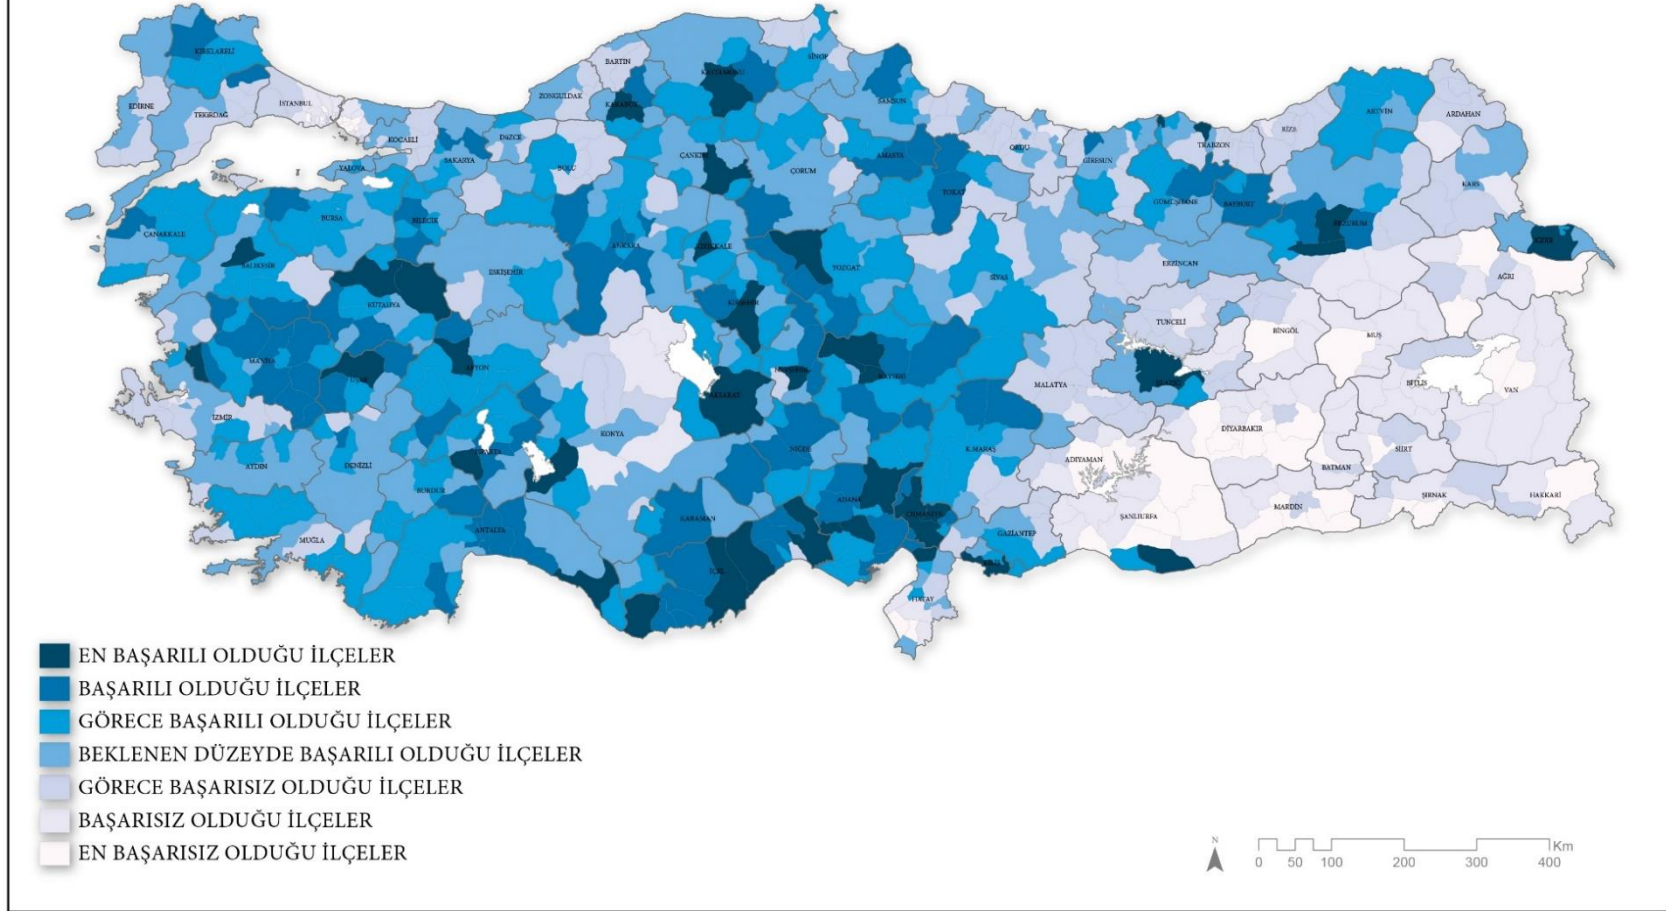 KIRKLARELİ
EDİRNE
TEKİRDAĞ
İSTANBUL
KOCAELİ
YALOVA
SAKARYA
DÜZCE
ZONGULDAK
BARTIN
KARABÜK
KASTAMONU
SİNOP
SAMSUN
BOLU
ÇANKIRI
ÇORUM
AMASYA
ORDU
GİRESUN
TRABZON
RİZE
ARTVİN
ARDAHAN
KARS
TOKAT
GÜMÜŞHANE
BAYBURT
ERZURUM
IĞDIR
ÇANAKKALE
BURSA
BİLECİK
BALIKESİR
ESKİŞEHİR
ANKARA
KIRIKKALE
YOZGAT
SİVAS
ERZİNCAN
AĞRI
KÜTAHYA
KIRŞEHİR
TUNCELİ
BİNGÖL
MUŞ
MANİSA
UŞAK
AFYON
NEVŞEHİR
KAYSERİ
MALATYA
ELAZIĞ
BİTLİS
VAN
İZMİR
AKSARAY
KONYA
DİYARBAKIR
AYDIN
DENİZLİ
ISPARTA
NİĞDE
K.MARAŞ
ADIYAMAN
BATMAN
SİİRT
BURDUR
ADANA
OSMANİYE
ŞANLIURFA
MARDİN
ŞIRNAK
HAKKARİ
MUĞLA
ANTALYA
KARAMAN
GAZİANTEP
İÇEL
HATAY
EN BAŞARILI OLDUĞU İLÇELER
BAŞARILI OLDUĞU İLÇELER
GÖRECE BAŞARILI OLDUĞU İLÇELER
BEKLENEN DÜZEYDE BAŞARILI OLDUĞU İLÇELER
GÖRECE BAŞARISIZ OLDUĞU İLÇELER
BAŞARISIZ OLDUĞU İLÇELER
EN BAŞARISIZ OLDUĞU İLÇELER
N
Km
0 50 100 200 300 400